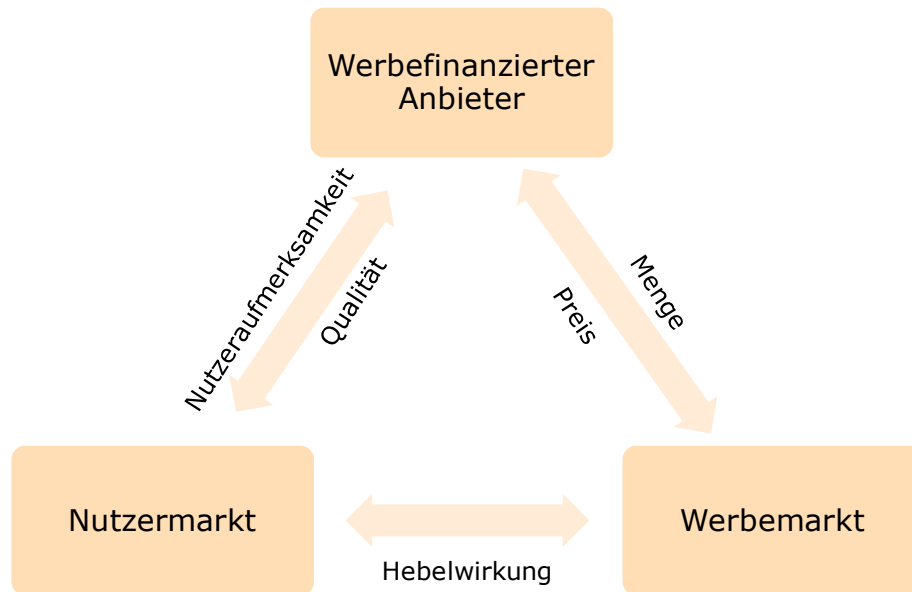 Werbefinanzierter
Anbieter
Nutzeraufmerksamkeit
Qualität
Preis
Menge
Nutzermarkt
Werbemarkt
Hebelwirkung